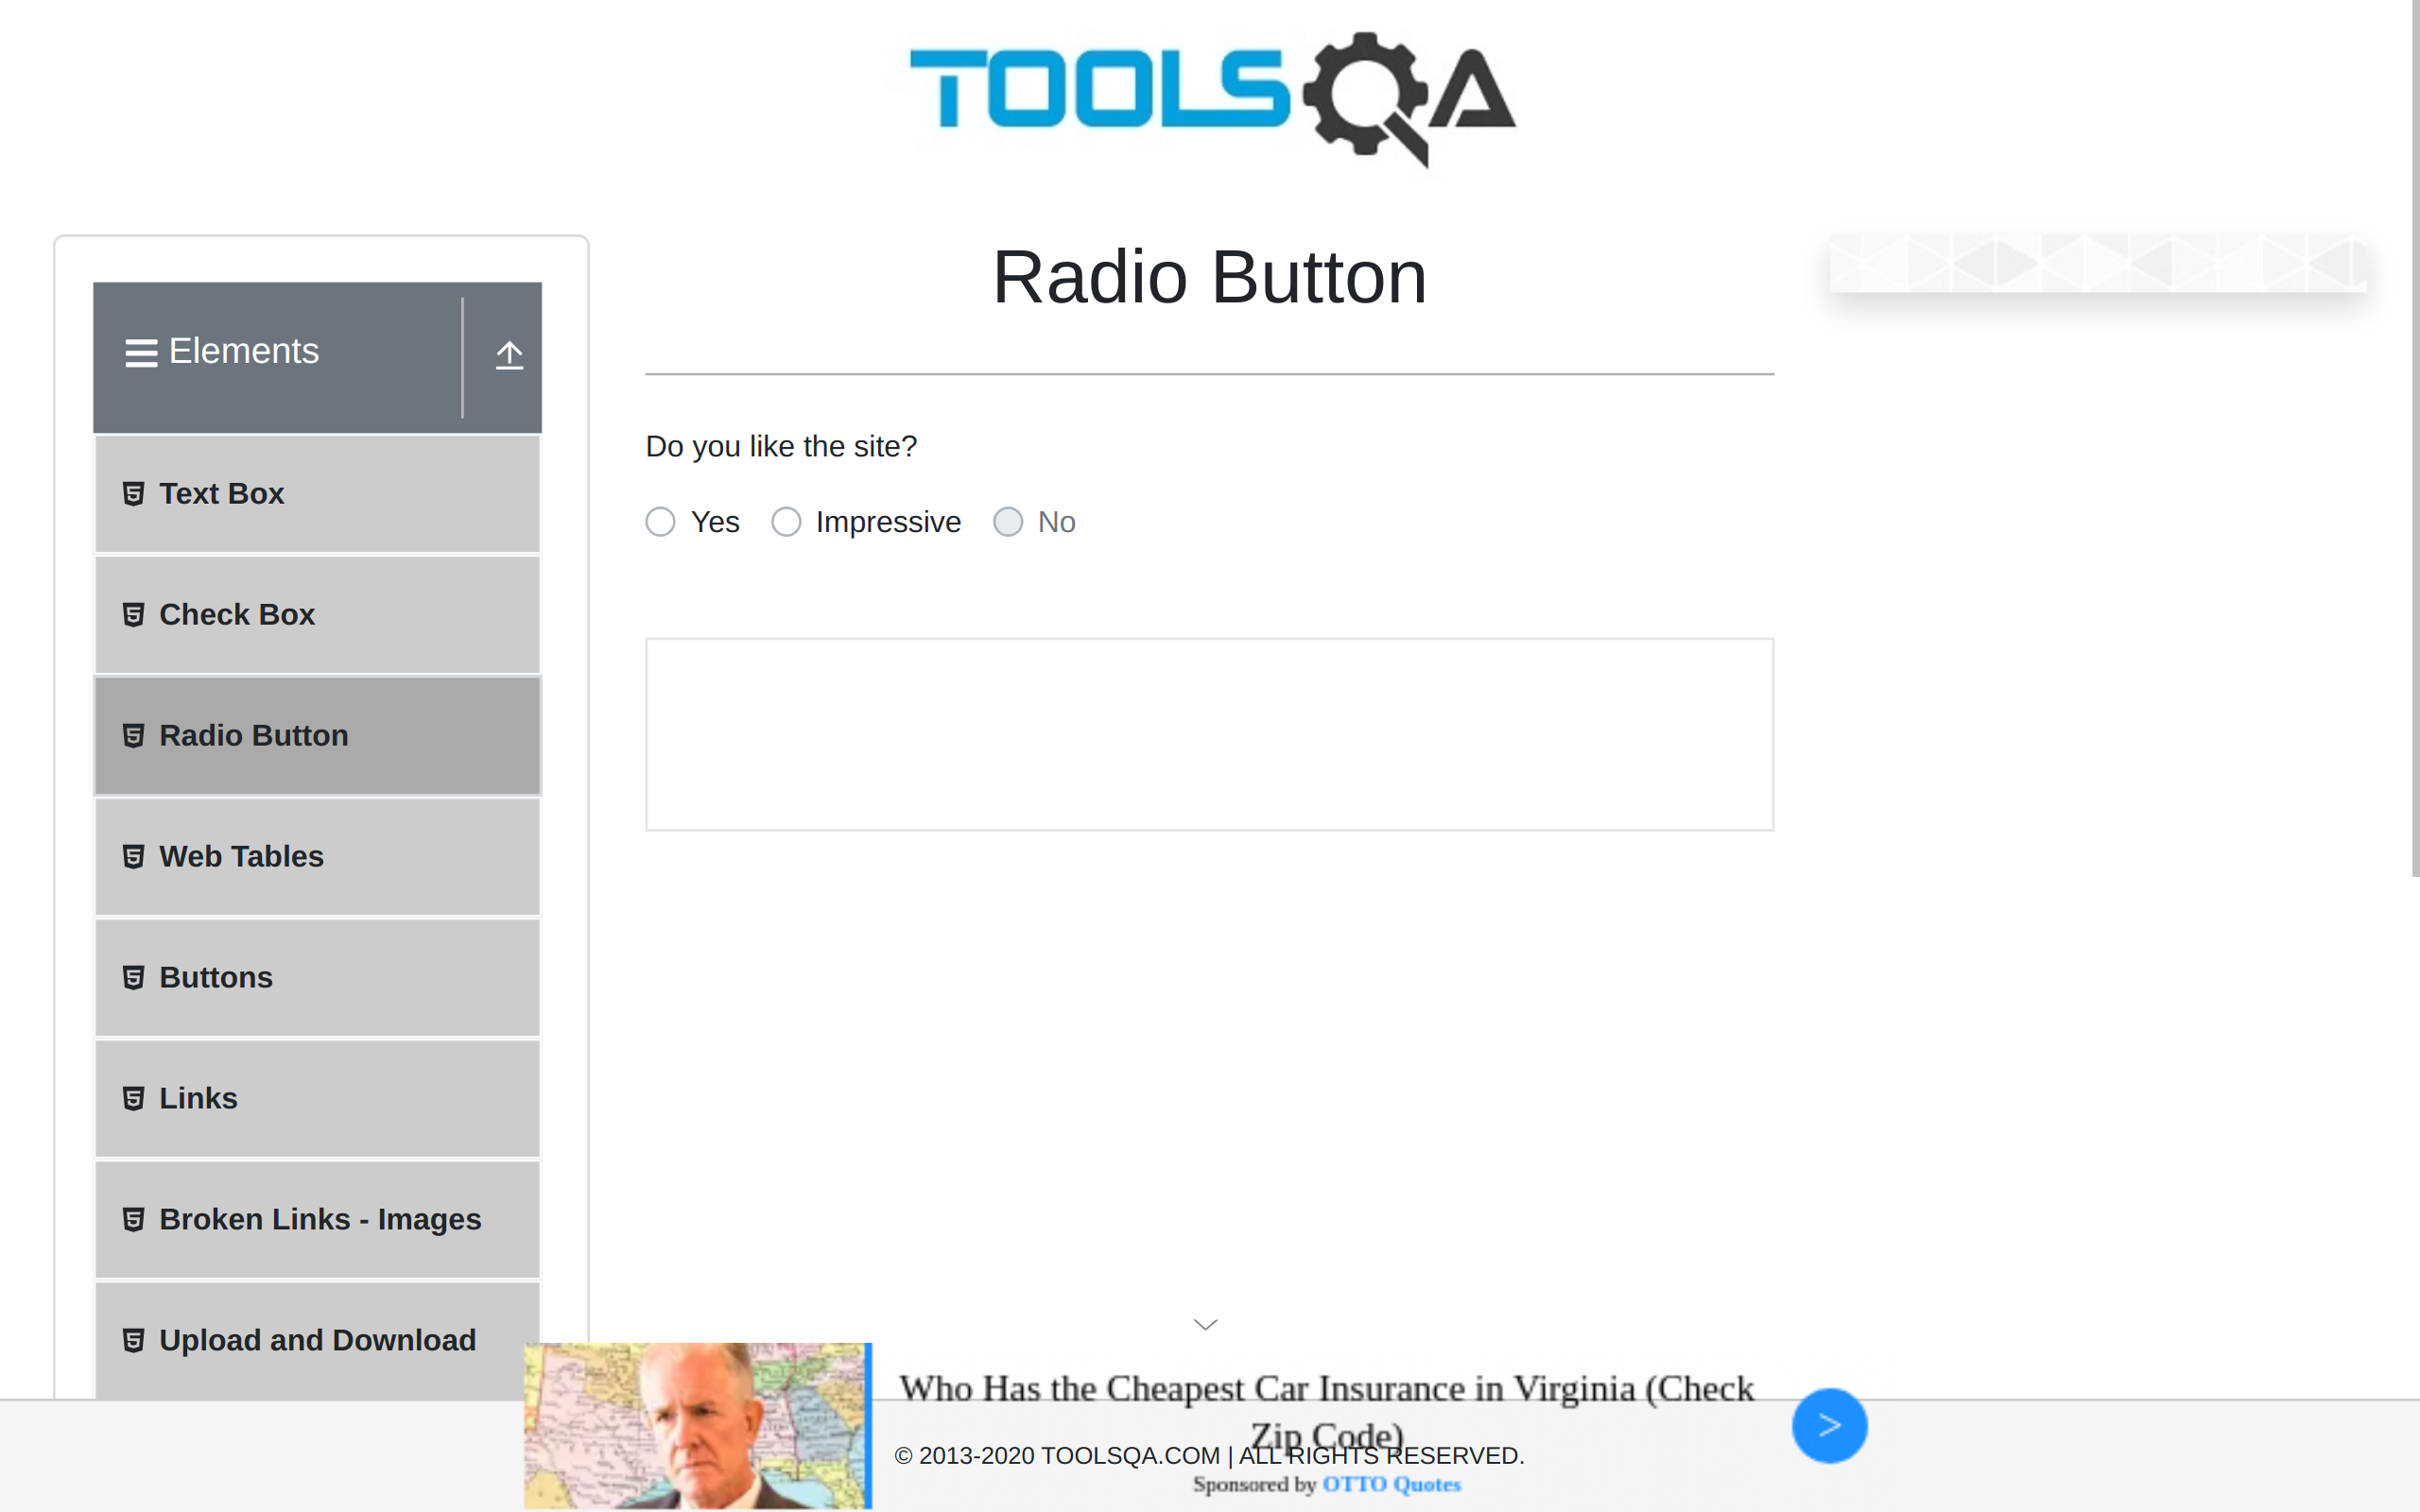 TOOLSQA
Radio Button
Elements
Do you like the site?
Yes
Impressive
No
Text Box
Check Box
Radio Button
Web Tables
Buttons
Links
Broken Links - Images
Upload and Download
Who Has the Cheapest Car Insurance in Virginia (Check
Zip Code)
© 2013-2020 TOOLSQA.COM | ALL RIGHTS RESERVED.
Sponsored by OTTO Quotes